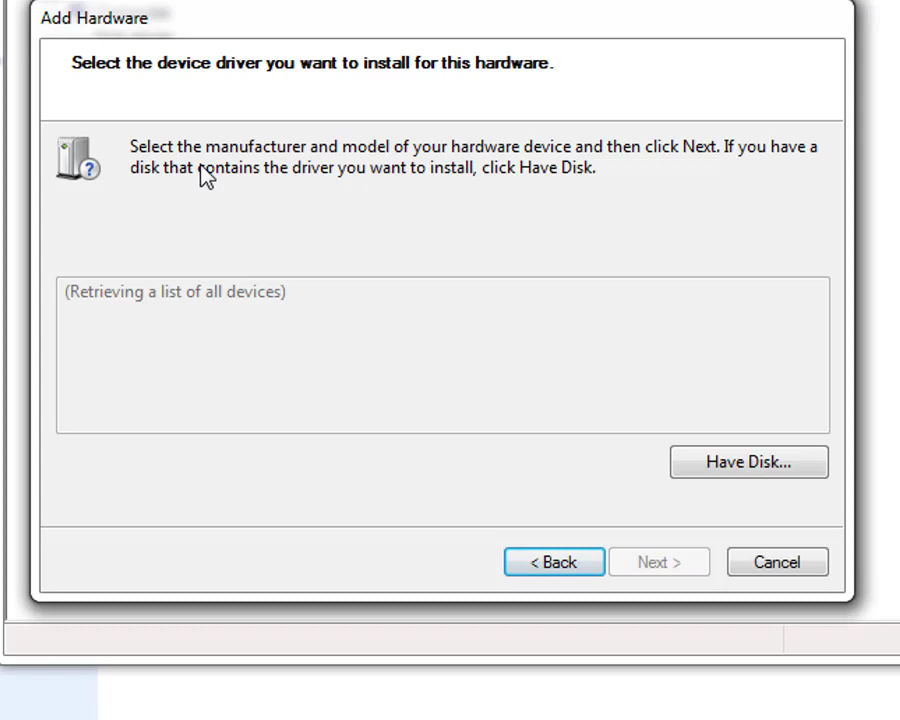 Add Hardware
Select the device driver you want to install for this hardware.
Select the manufacturer and model of your hardware device and then click Next. If you have a
disk that contains the driver you want to install, click Have Disk.
(Retrieving a list of all devices)
Have Disk...
< Back
Next >
Cancel